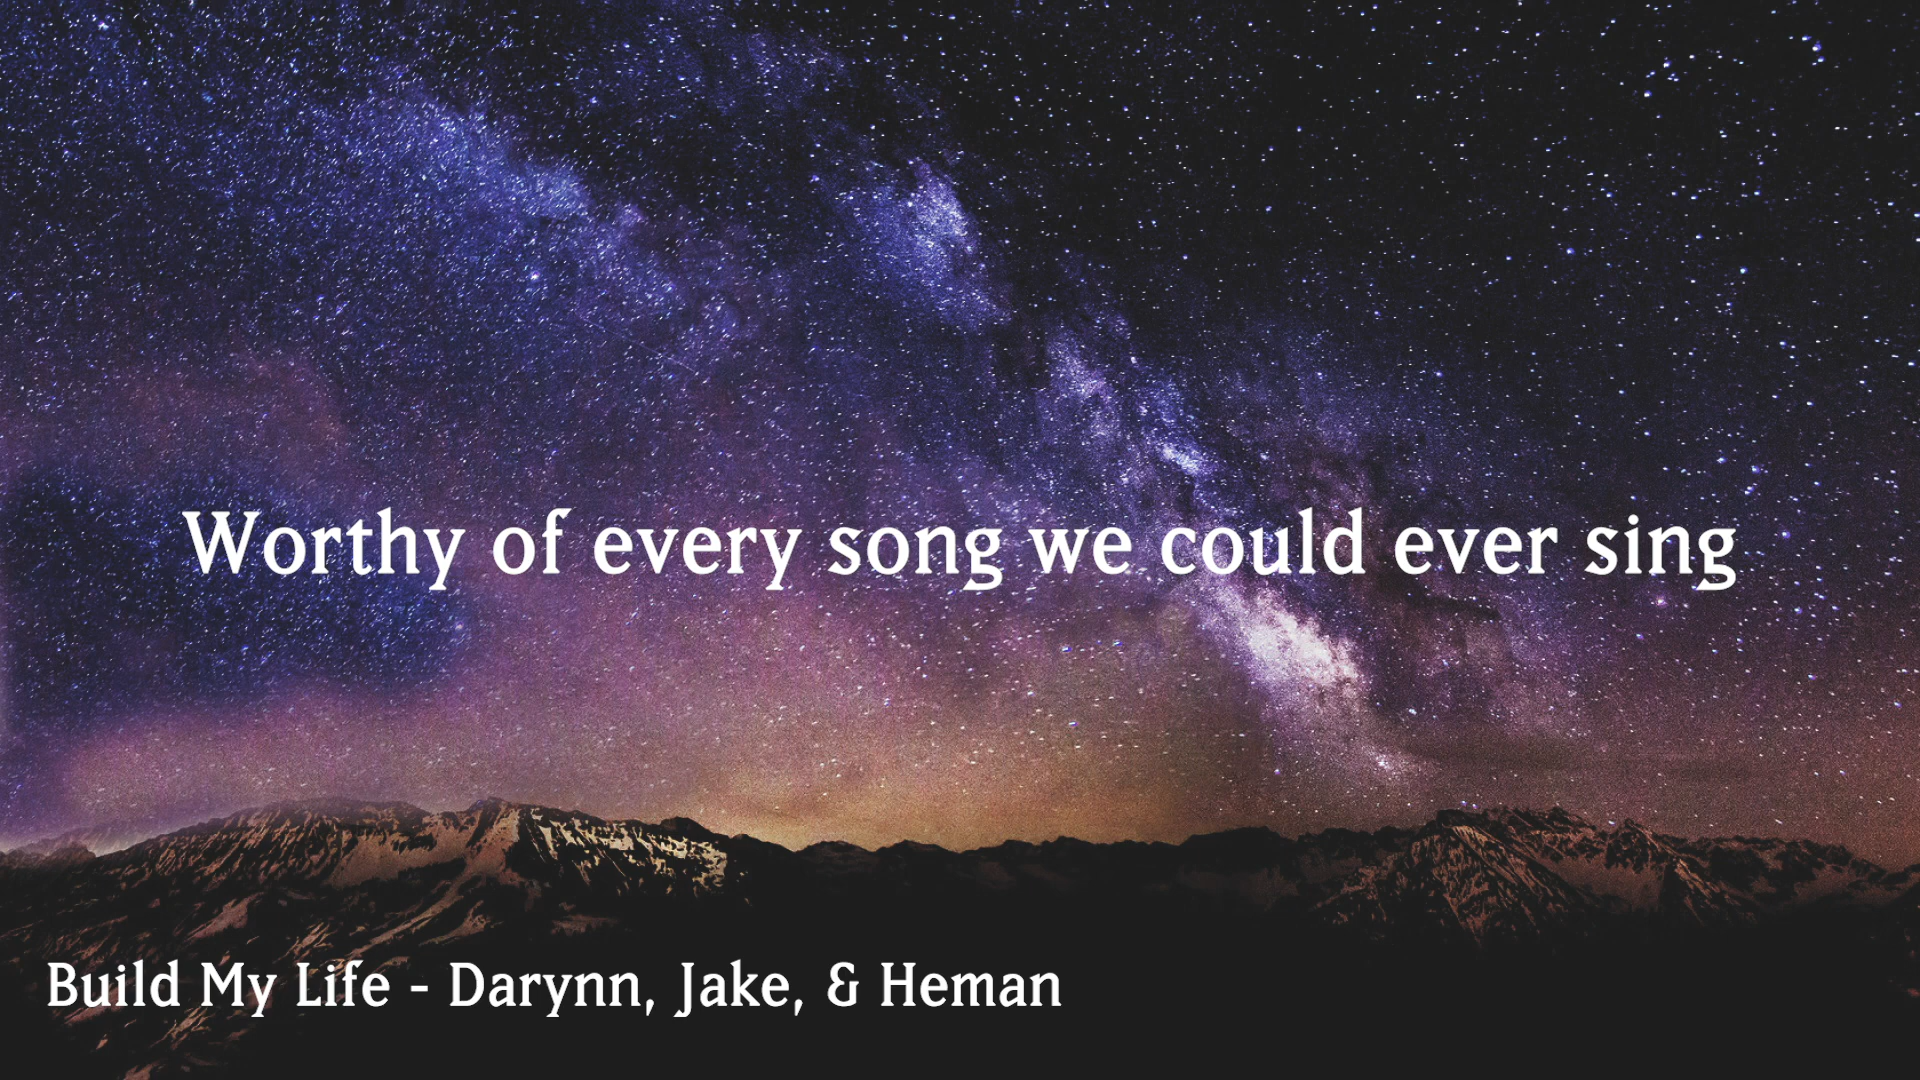 Worthy of every song we could ever sing
Build My Life - Darynn, Jake, & Heman